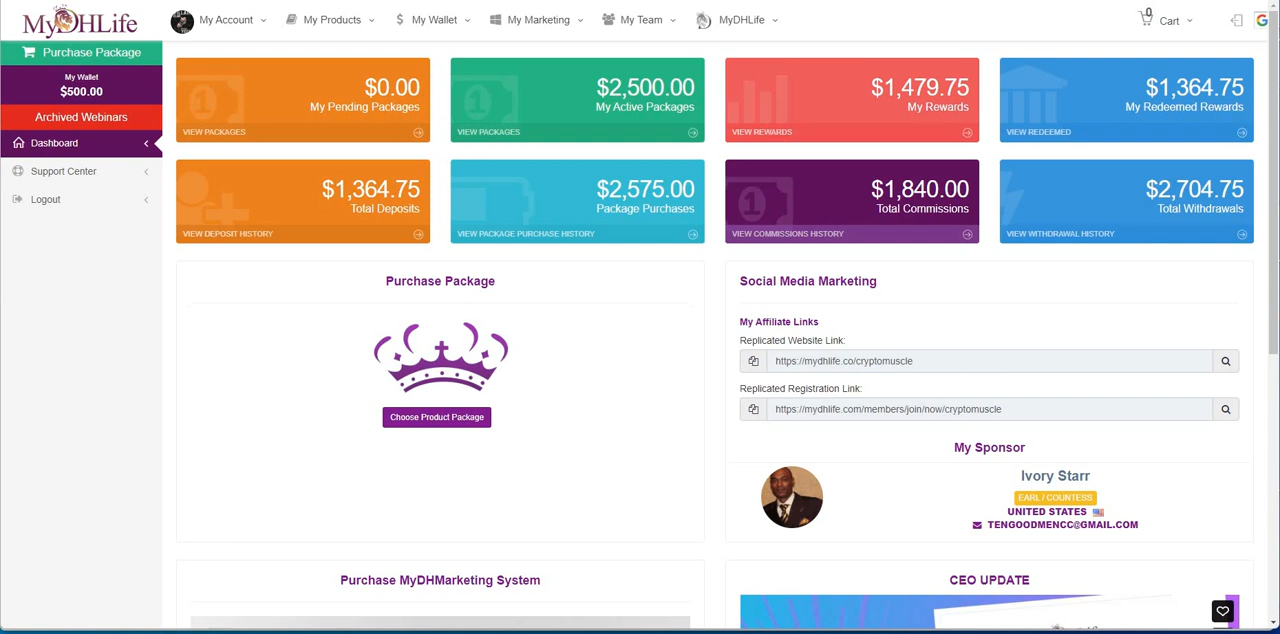 MyDHLife
My Account
My Products
$ My Wallet
My Marketing
My Team
MyDHLife
0
Cart
G
Purchase Package
My Wallet
$500.00
Archived Webinars
Dashboard
Support Center
Logout
$0.00
My Pending Packages
VIEW PACKAGES
$2,500.00
My Active Packages
VIEW PACKAGES
$1,479.75
My Rewards
VIEW REWARDS
$1,364.75
My Redeemed Rewards
VIEW REDEEMED
$1,364.75
Total Deposits
VIEW DEPOSIT HISTORY
$2,575.00
Package Purchases
VIEW PACKAGE PURCHASE HISTORY
$1,840.00
Total Commissions
VIEW COMMISSIONS HISTORY
$2,704.75
Total Withdrawals
VIEW WITHDRAWAL HISTORY
Purchase Package
Choose Product Package
Social Media Marketing
My Affiliate Links
Replicated Website Link:
https://mydhlife.co/cryptomuscle
Replicated Registration Link:
https://mydhlife.com/members/join/now/cryptomuscle
My Sponsor
Ivory Starr
EARL / COUNTESS
UNITED STATES
TENGOODMENCC@GMAIL.COM
Purchase MyDHMarketing System
CEO UPDATE